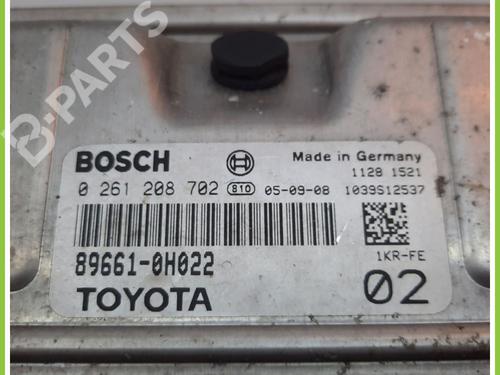 B-PARTS
BOSCH
Made in Germany
1128 1521
0 261 208 702 810 05-09-08 1039S12537
89661-0H022
1KR-FE
TOYOTA
02